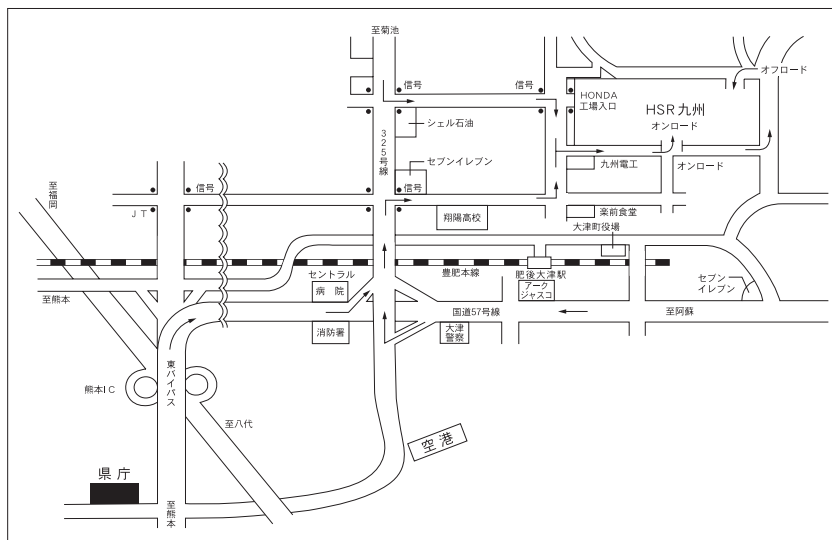 至菊池
信号
信号
オフロード
HONDA
工場入口
HSR九州
オンロード
シェル石油
325号線
セブンイレブン
九州電工
オンロード
至福岡
信号
信号
JT
翔陽高校
楽前食堂
大津町役場
セントラル
病院
豊肥本線
肥後大津駅
アーク
ジャスコ
セブン
イレブン
至熊本
国道57号線
至阿蘇
消防署
大津
警察
東バイパス
熊本IC
至八代
空港
県庁
至熊本